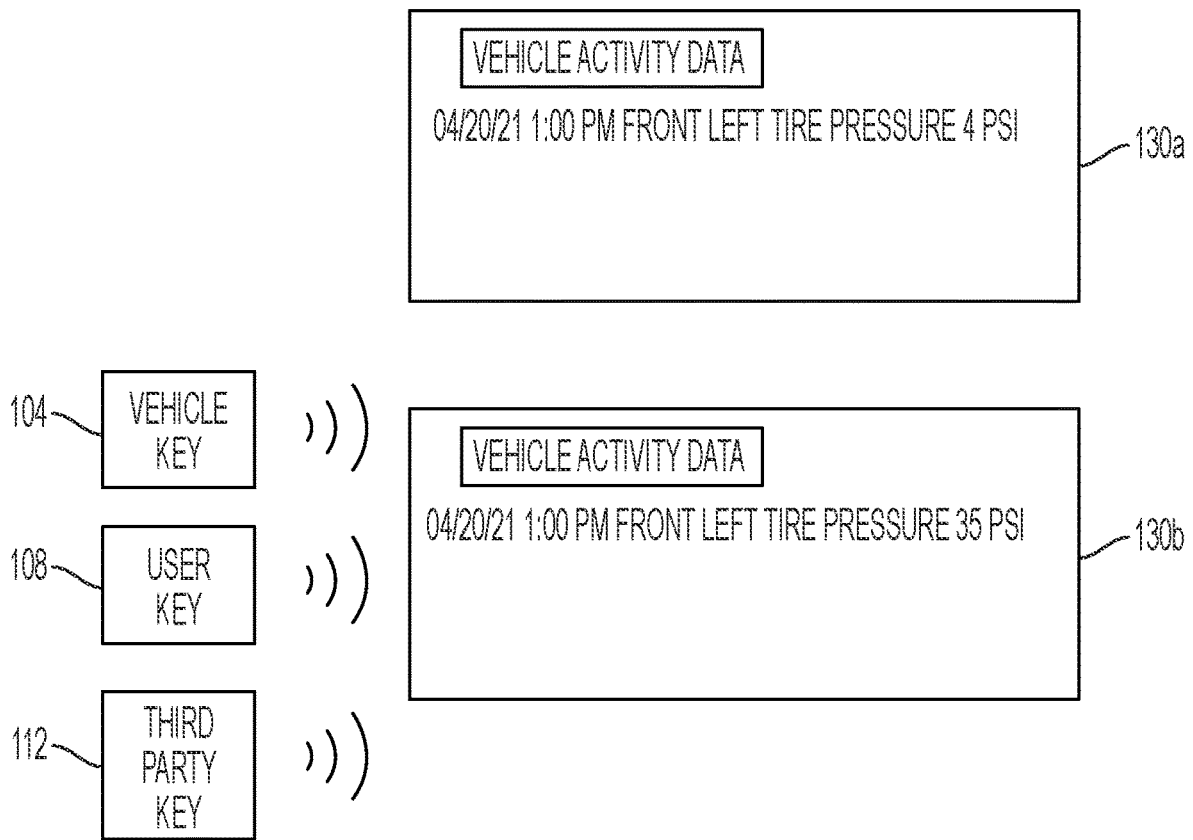 VEHICLE ACTIVITY DATA
04/20/21 1:00 PM FRONT LEFT TIRE PRESSURE 4 PSI
130a
104
VEHICLE
KEY
VEHICLE ACTIVITY DATA
04/20/21 1:00 PM FRONT LEFT TIRE PRESSURE 35 PSI
130b
108
USER
KEY
112
THIRD
PARTY
KEY